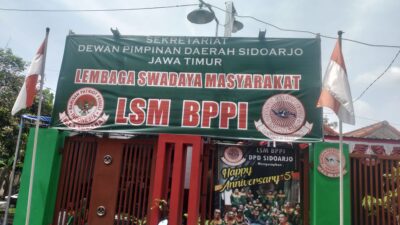 SEKRETARIAT
DEWAN PIMPINAN DAERAH SIDOARJO
JAWA TIMUR
LEMBAGA SWADAYA MASYARAKAT
LSM BPPI
LSM BPPI
DPD SIDOARJO
Happy
Anniversary